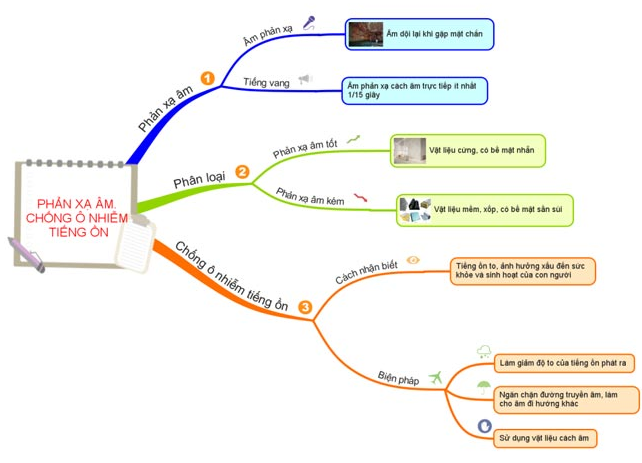 PHẢN XẠ ÂM.
CHỐNG Ô NHIỄM
TIẾNG ỒN
Phản xạ âm
1
Âm phản xạ
Âm dội lại khi gặp mặt chắn
Tiếng vang
Âm phản xạ cách âm trực tiếp ít nhất
1/15 giây
Phân loại
2
Phản xạ âm tốt
Vật liệu cứng, có bề mặt nhẵn
Phản xạ âm kém
Vật liệu mềm, xốp, có bề mặt sần sùi
Chống ô nhiễm tiếng ồn
3
Cách nhận biết
Tiếng ồn to, ảnh hưởng xấu đến sức
khỏe và sinh hoạt của con người
Biện pháp
Làm giảm độ to của tiếng ồn phát ra
Ngăn chặn đường truyền âm, làm
cho âm đi hướng khác
Sử dụng vật liệu cách âm